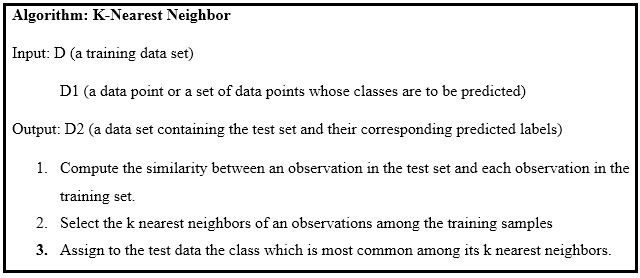 Algorithm: K-Nearest Neighbor
Input: D (a training data set)
D1 (a data point or a set of data points whose classes are to be predicted)
Output: D2 (a data set containing the test set and their corresponding predicted labels)
1. Compute the similarity between an observation in the test set and each observation in the
training set.
2. Select the k nearest neighbors of an observations among the training samples
3. Assign to the test data the class which is most common among its k nearest neighbors.